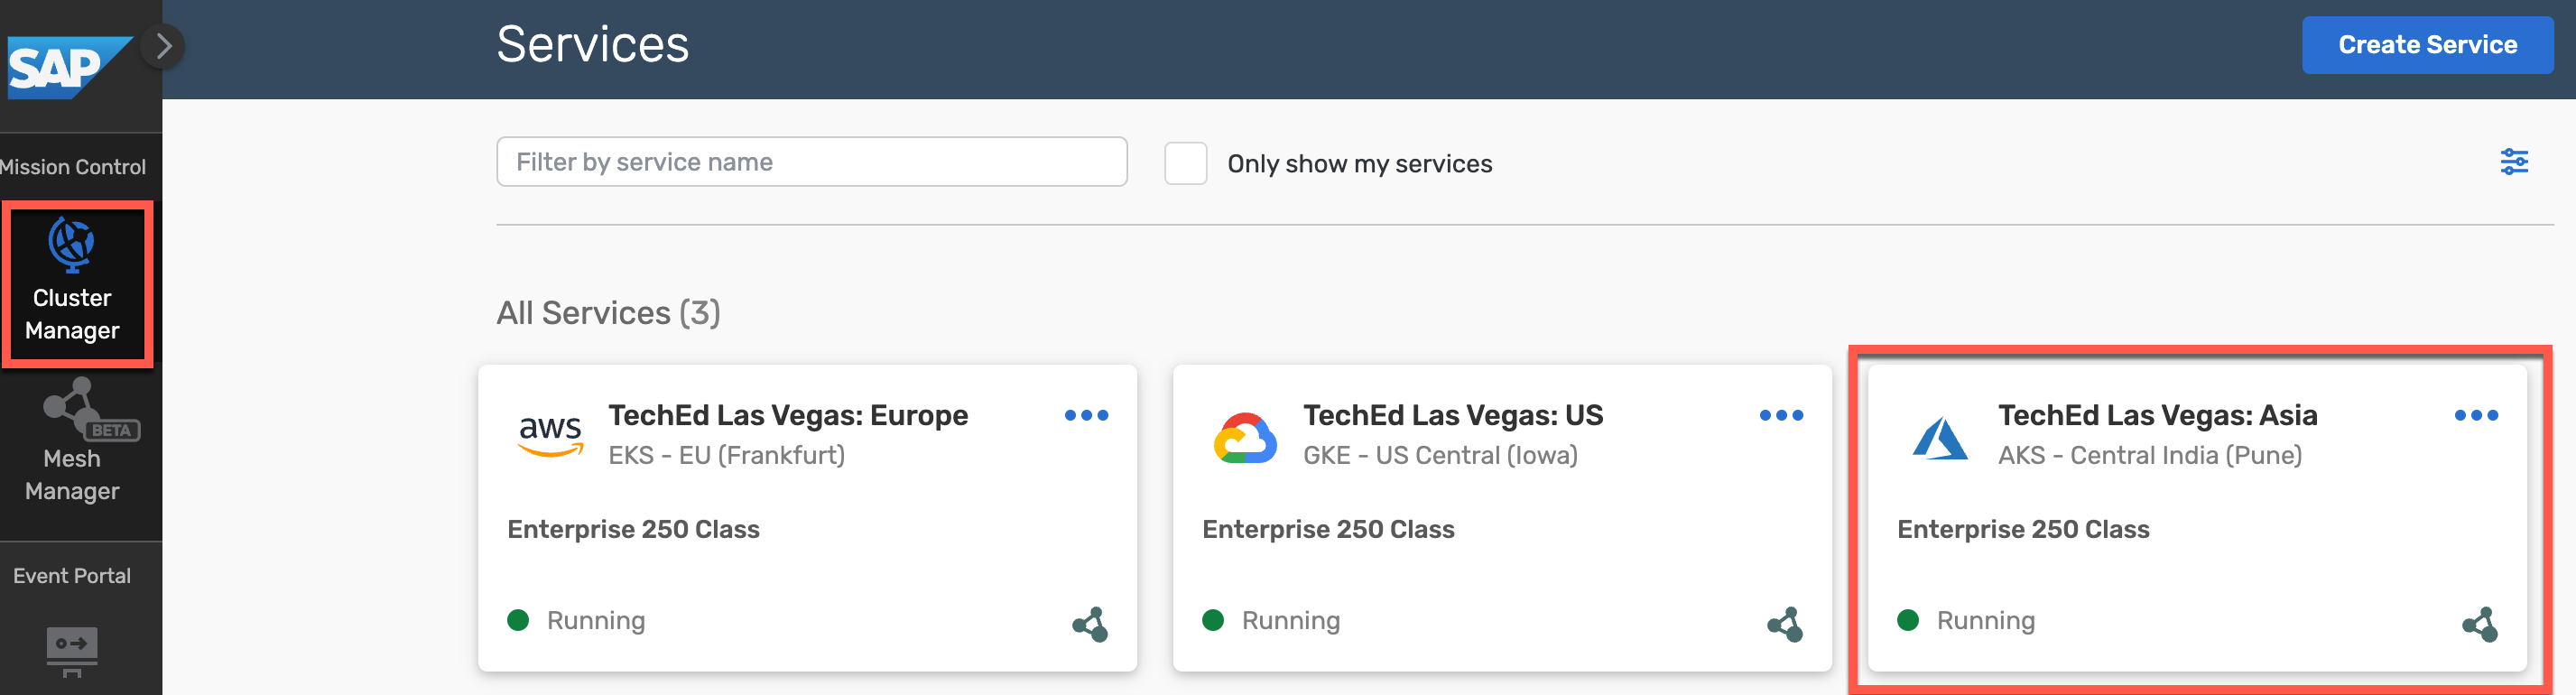 SAP
Services
Create Service
Mission Control
Filter by service name
Only show my services
Cluster
Manager
All Services (3)
BETA
Mesh
Manager
aws
TechEd Las Vegas: Europe
EKS - EU (Frankfurt)
Enterprise 250 Class
Running
TechEd Las Vegas: US
GKE - US Central (Iowa)
Enterprise 250 Class
Running
TechEd Las Vegas: Asia
AKS - Central India (Pune)
Enterprise 250 Class
Running
Event Portal